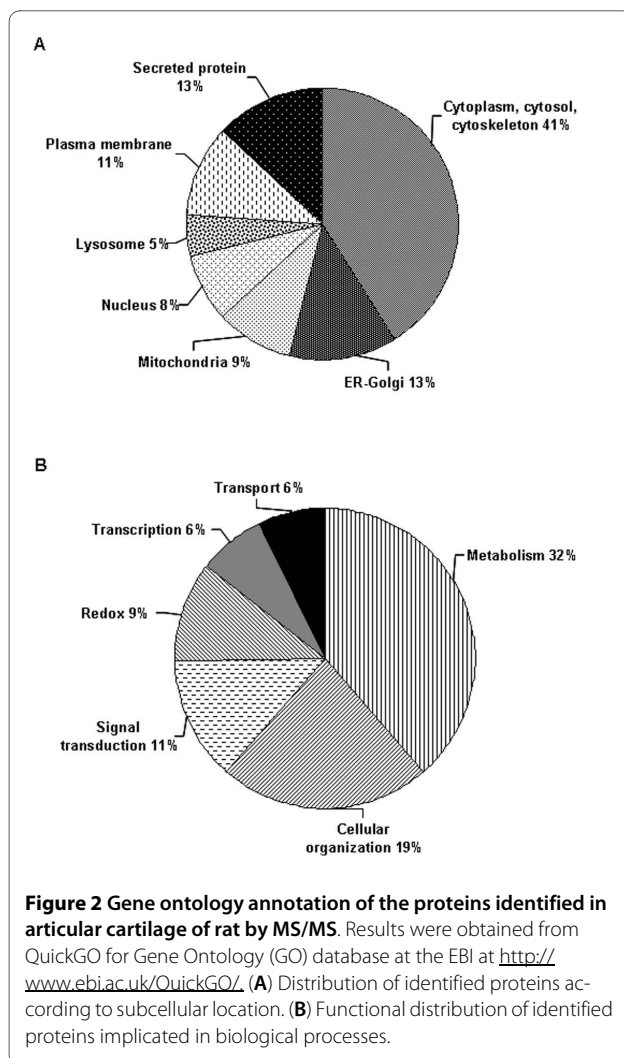 A
Secreted protein
13%
Cytoplasm, cytosol,
cytoskeleton 41%
Plasma membrane
11%
Lysosome 5%
Nucleus 8%
Mitochondria 9%
ER-Golgi 13%
B
Transport 6%
Transcription 6%
Metabolism 32%
Redox 9%
Signal
transduction 11%
Cellular
organization 19%
Figure 2 Gene ontology annotation of the proteins identified in
articular cartilage of rat by MS/MS. Results were obtained from
QuickGO for Gene Ontology (GO) database at the EBI at http://
www.ebi.ac.uk/QuickGO/. (A) Distribution of identified proteins ac-
cording to subcellular location. (B) Functional distribution of identified
proteins implicated in biological processes.